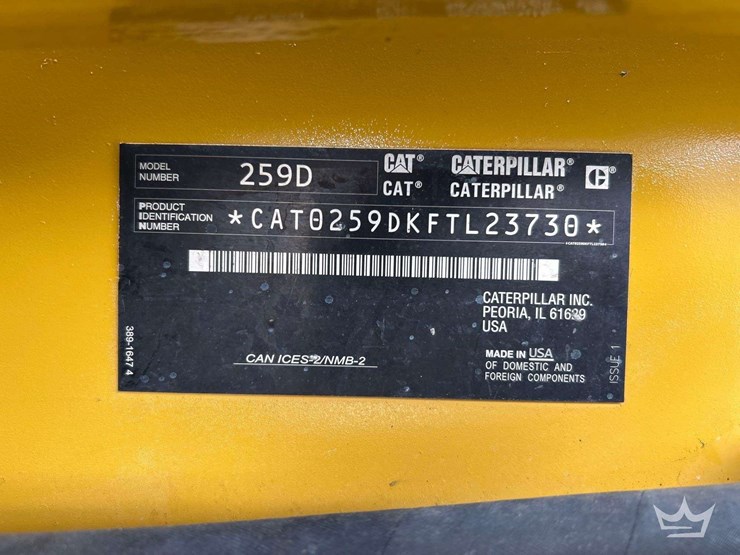 MODEL NUMBER 259D CAT® CATERPILLAR®
CAT® CATERPILLAR®
PRODUCT IDENTIFICATION NUMBER *CAT0259DKFTL23730*
CATERPILLAR INC.
PEORIA, IL 61629
USA
CAN ICES-2/NMB-2
MADE IN USA
OF DOMESTIC AND
FOREIGN COMPONENTS
389-1647 4
ISSUE 1